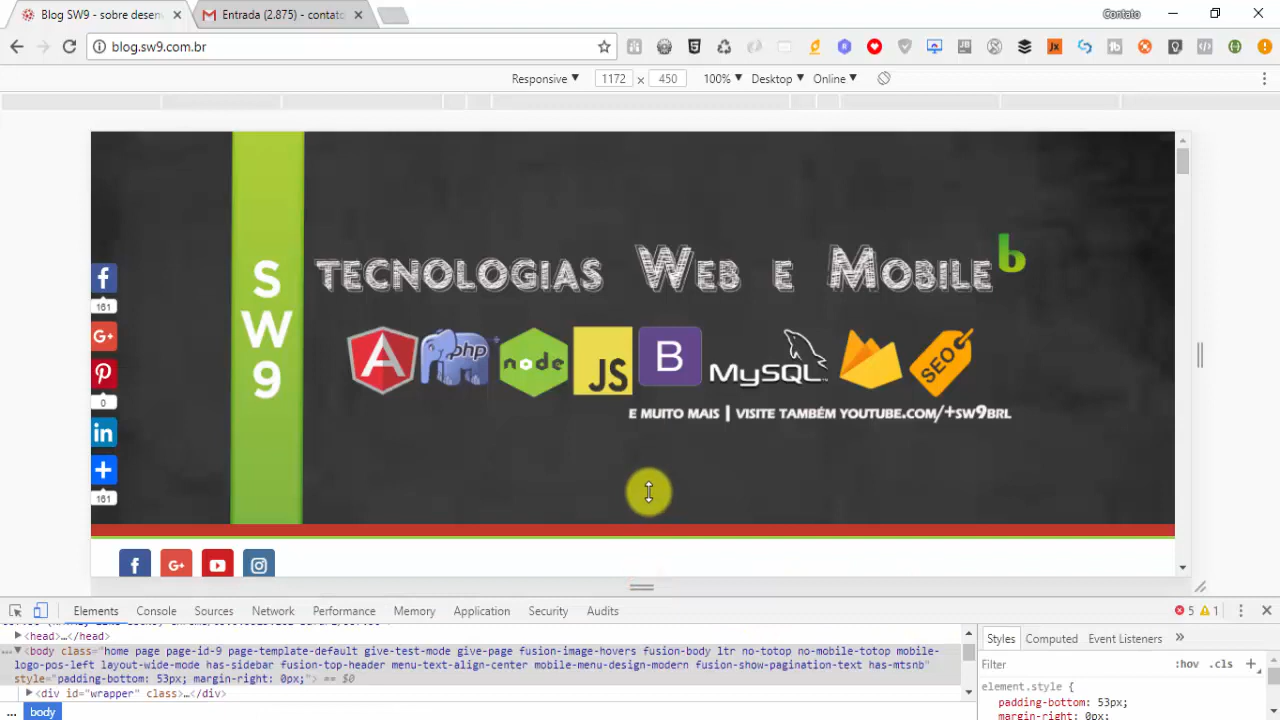 Blog SW9 - sobre desen
Entrada (2.875) - contato
Contato
blog.sw9.com.br
Responsive ▼ 1172 × 450 100% ▼ Desktop ▼ Online ▼
SW9
TECNOLOGIAS WEB E MOBILE b
php
node
JS
B
MySQL
SEO
E MUITO MAIS | VISITE TAMBÉM YOUTUBE.COM/+SW9BRL
161
G+
0
in
161
f G+
Elements Console Sources Network Performance Memory Application Security Audits
5 1
<head>…</head>
Styles Computed Event Listeners »
<body class="home page page-id-9 page-template-default give-test-mode give-page fusion-image-hovers fusion-body ltr no-totop no-mobile-totop mobile-
logo-pos-left layout-wide-mode has-sidebar fusion-top-header menu-text-align-center mobile-menu-design-modern fusion-show-pagination-text has-mtsnb"
style="padding-bottom: 53px; margin-right: 0px;"> == $0
<div id="wrapper" class>…</div>
Filter :hov .cls +
element.style {
padding-bottom: 53px;
margin-right: 0px;
... body